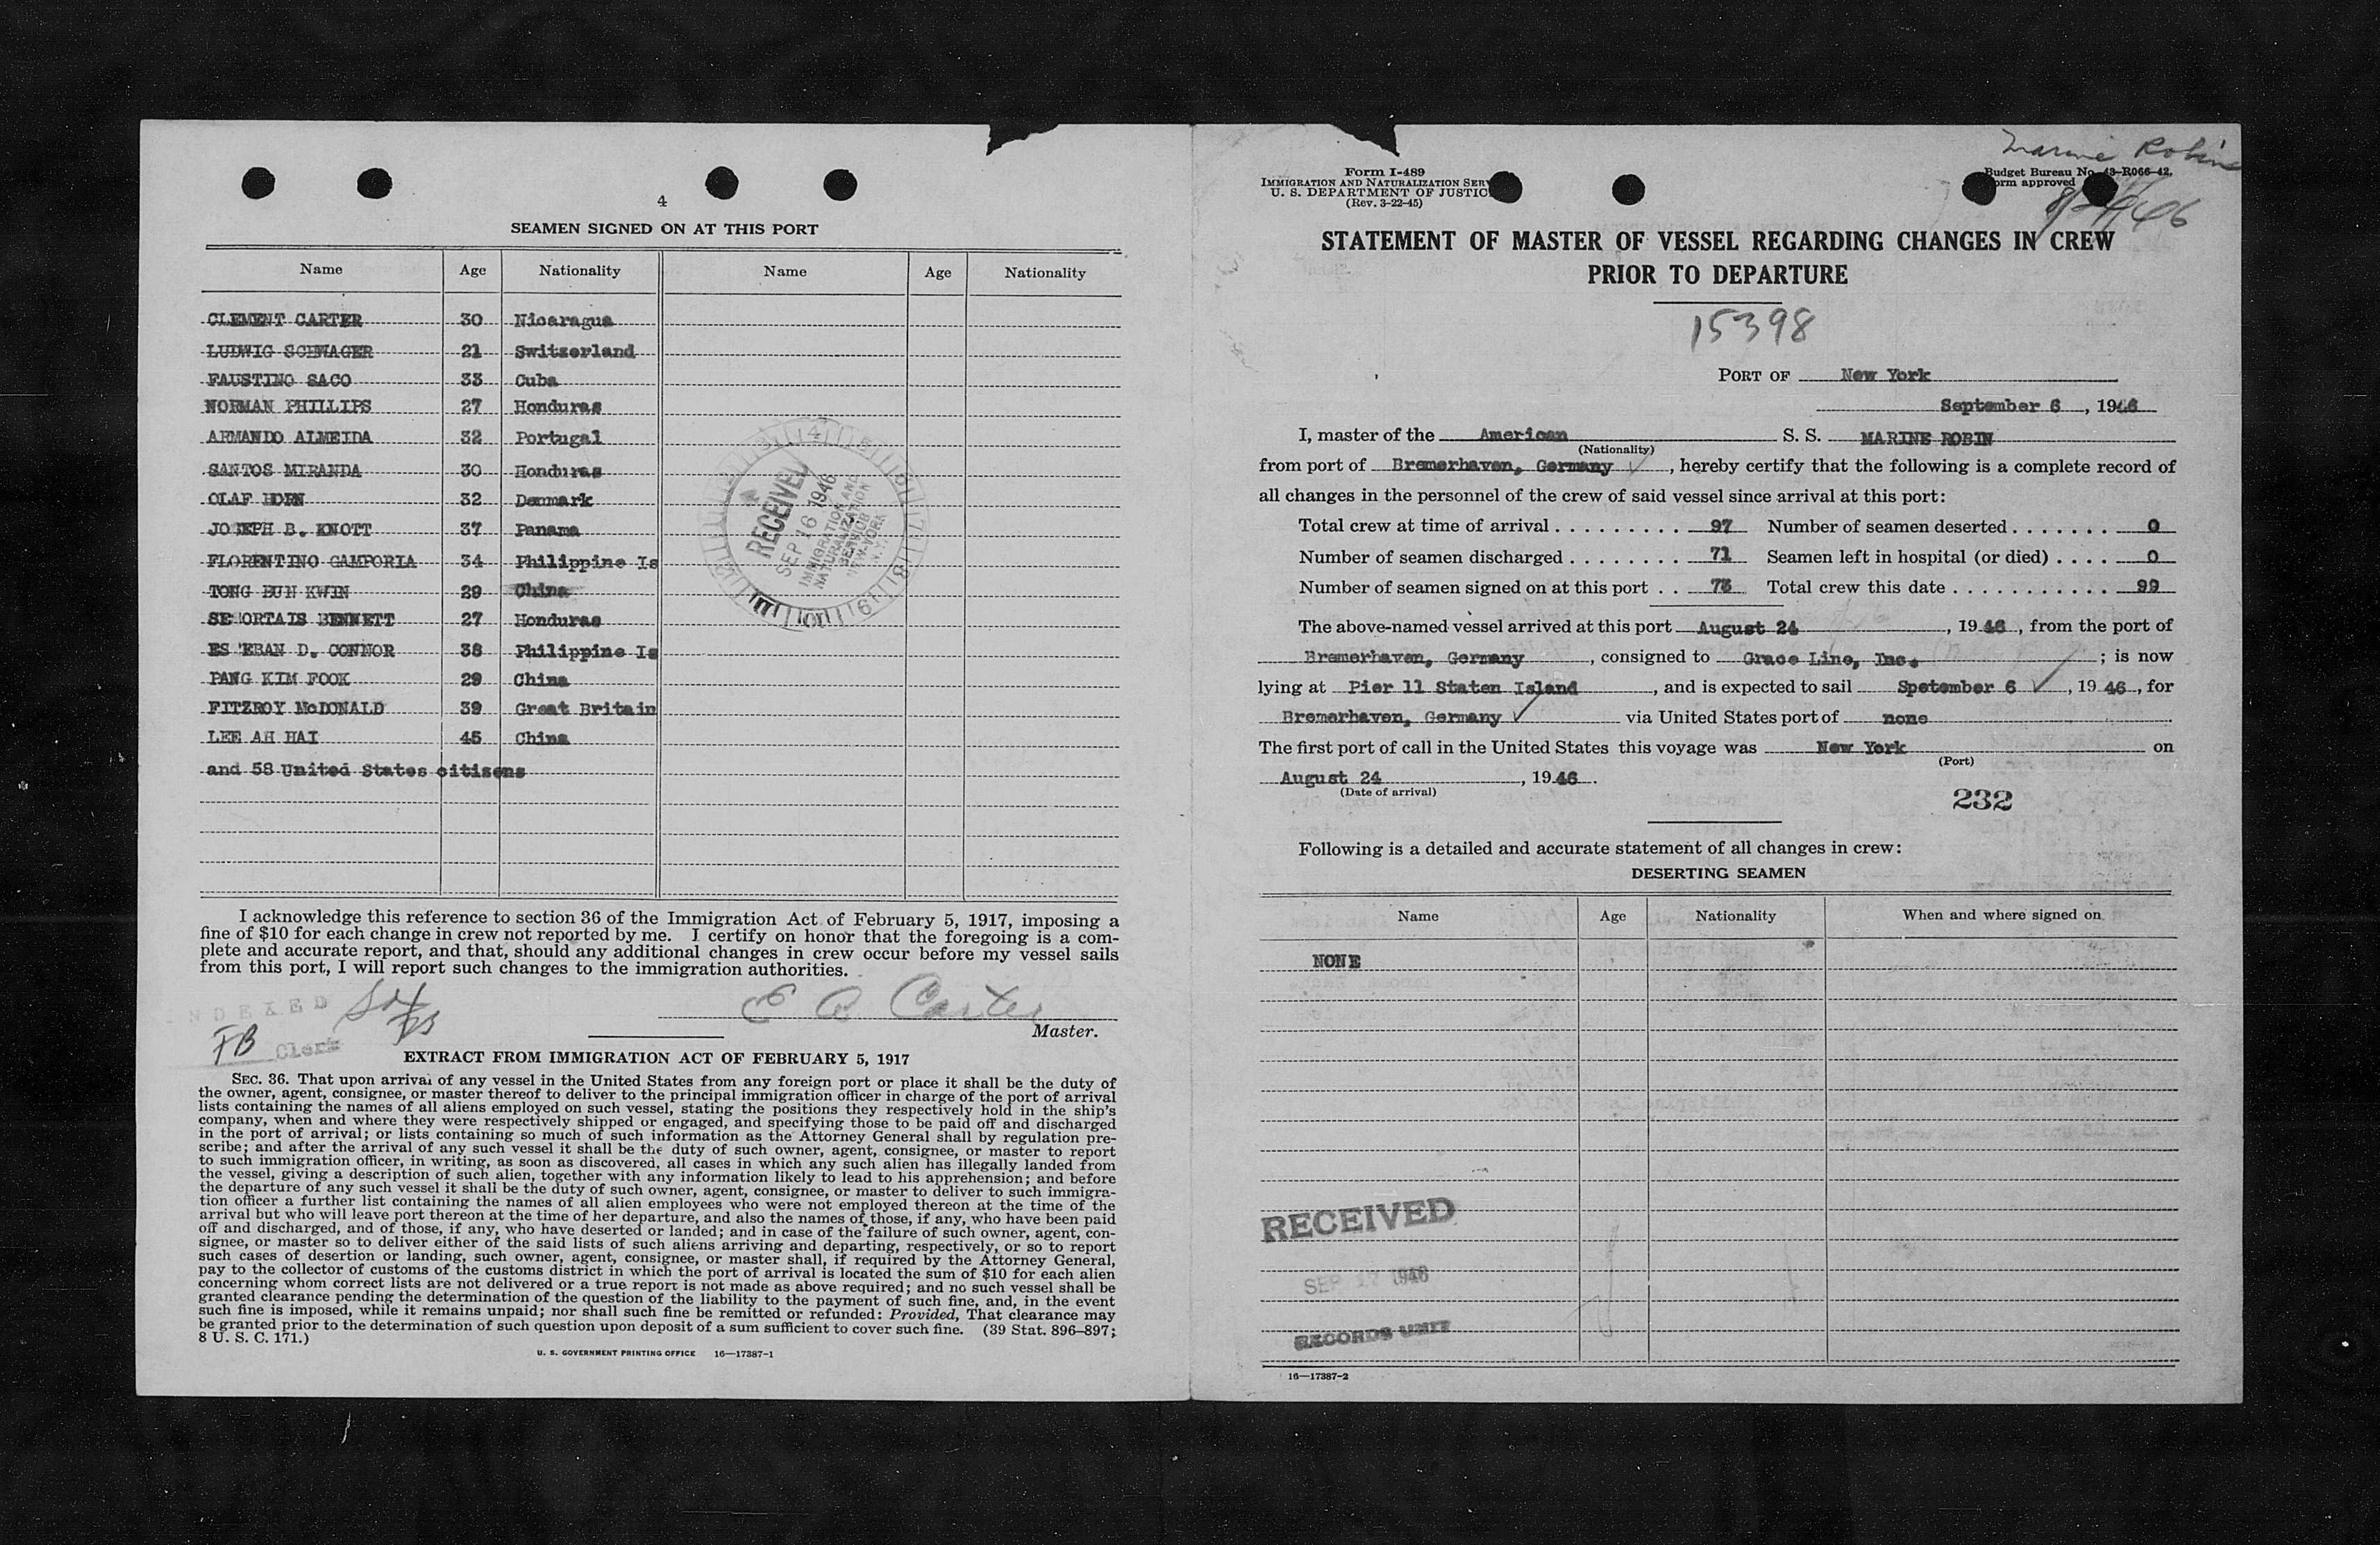 4
SEAMEN SIGNED ON AT THIS PORT
Name Age Nationality Name Age Nationality
CLEMENT CARTER 30 Nicaragua
LUDWIG SCHWAGER 21 Switzerland
FAUSTINO SACO 33 Cuba
NORMAN PHILLIPS 27 Honduras
ARMANDO ALMEIDA 32 Portugal
SANTOS MIRANDA 30 Honduras
OLAF HORN 32 Denmark
JOSEPH B. KNOTT 37 Panama
FLORENTINO GAMPORIA 34 Philippine Is
TONG BUN KWIN 29 China
BENNETT 27 Honduras
D. CONNOR 38 Philippine Is
PANG KIM FOOK 29 China
FITZROY McDONALD 39 Great Britain
LEE AH HAI 45 China
and 58 United States citizens
RECEIVED
SEP 16 1946
IMMIGRATION AND
NATURALIZATION
SERVICE
NEW YORK
N.Y.
I acknowledge this reference to section 36 of the Immigration Act of February 5, 1917, imposing a
fine of $10 for each change in crew not reported by me. I certify on honor that the foregoing is a com-
plete and accurate report, and that, should any additional changes in crew occur before my vessel sails
from this port, I will report such changes to the immigration authorities.
INDEXED
FB Clerk
E Carter
Master.
EXTRACT FROM IMMIGRATION ACT OF FEBRUARY 5, 1917
SEC. 36. That upon arrival of any vessel in the United States from any foreign port or place it shall be the duty of
the owner, agent, consignee, or master thereof to deliver to the principal immigration officer in charge of the port of arrival
lists containing the names of all aliens employed on such vessel, stating the positions they respectively hold in the ship's
company, when and where they were respectively shipped or engaged, and specifying those to be paid off and discharged
in the port of arrival; or lists containing so much of such information as the Attorney General shall by regulation pre-
scribe; and after the arrival of any such vessel it shall be the duty of such owner, agent, consignee, or master to report
to such immigration officer, in writing, as soon as discovered, all cases in which any such alien has illegally landed from
the vessel, giving a description of such alien, together with any information likely to lead to his apprehension; and before
the departure of any such vessel it shall be the duty of such owner, agent, consignee, or master to deliver to such immigra-
tion officer a further list containing the names of all alien employees who were not employed thereon at the time of the
arrival but who will leave port thereon at the time of her departure, and also the names of those, if any, who have been paid
off and discharged, and of those, if any, who have deserted or landed; and in case of the failure of such owner, agent, con-
signee, or master so to deliver either of the said lists of such aliens arriving and departing, respectively, or so to report
such cases of desertion or landing, such owner, agent, consignee, or master shall, if required by the Attorney General,
pay to the collector of customs of the customs district in which the port of arrival is located the sum of $10 for each alien
concerning whom correct lists are not delivered or a true report is not made as above required; and no such vessel shall be
granted clearance pending the determination of the question of the liability to the payment of such fine, and, in the event
such fine is imposed, while it remains unpaid; nor shall such fine be remitted or refunded: Provided, That clearance may
be granted prior to the determination of such question upon deposit of a sum sufficient to cover such fine. (39 Stat. 896–897;
8 U. S. C. 171.)
U. S. GOVERNMENT PRINTING OFFICE 16—17387-1
Marine Robin
Form I-489
IMMIGRATION AND NATURALIZATION SERV
U. S. DEPARTMENT OF JUSTIC
(Rev. 3-22-45)
Budget Bureau No. 43-R066-42.
orm approved
STATEMENT OF MASTER OF VESSEL REGARDING CHANGES IN CREW
PRIOR TO DEPARTURE
15398
PORT OF New York
September 6, 1946
I, master of the American S. S. MARINE ROBIN
(Nationality)
from port of Bremerhaven, Germany, hereby certify that the following is a complete record of
all changes in the personnel of the crew of said vessel since arrival at this port:
Total crew at time of arrival . . . . . . . . . 97 Number of seamen deserted . . . . . . . 0
Number of seamen discharged . . . . . . . . 71 Seamen left in hospital (or died) . . . . 0
Number of seamen signed on at this port . . 73 Total crew this date . . . . . . . . . . . 99
The above-named vessel arrived at this port August 24, 1946, from the port of
Bremerhaven, Germany, consigned to Grace Line, Inc.; is now
lying at Pier 11 Staten Island, and is expected to sail Spetember 6, 1946, for
Bremerhaven, Germany via United States port of none
The first port of call in the United States this voyage was New York on
(Port)
August 24, 1946.
(Date of arrival)
232
Following is a detailed and accurate statement of all changes in crew:
DESERTING SEAMEN
Name Age Nationality When and where signed on
NONE
RECEIVED
SEP 17 1946
RECORDS UNIT
16—17387-2